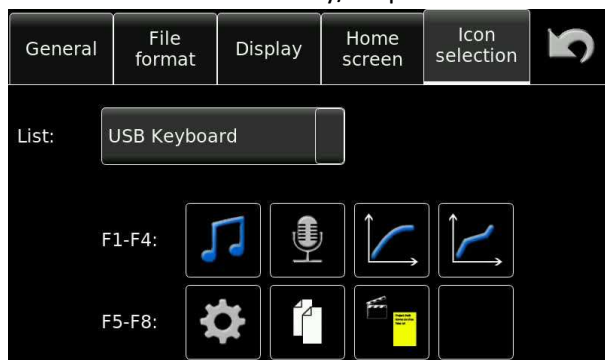 General
File
format
Display
Home
screen
Icon
selection
List:
USB Keyboard
F1-F4:
F5-F8: